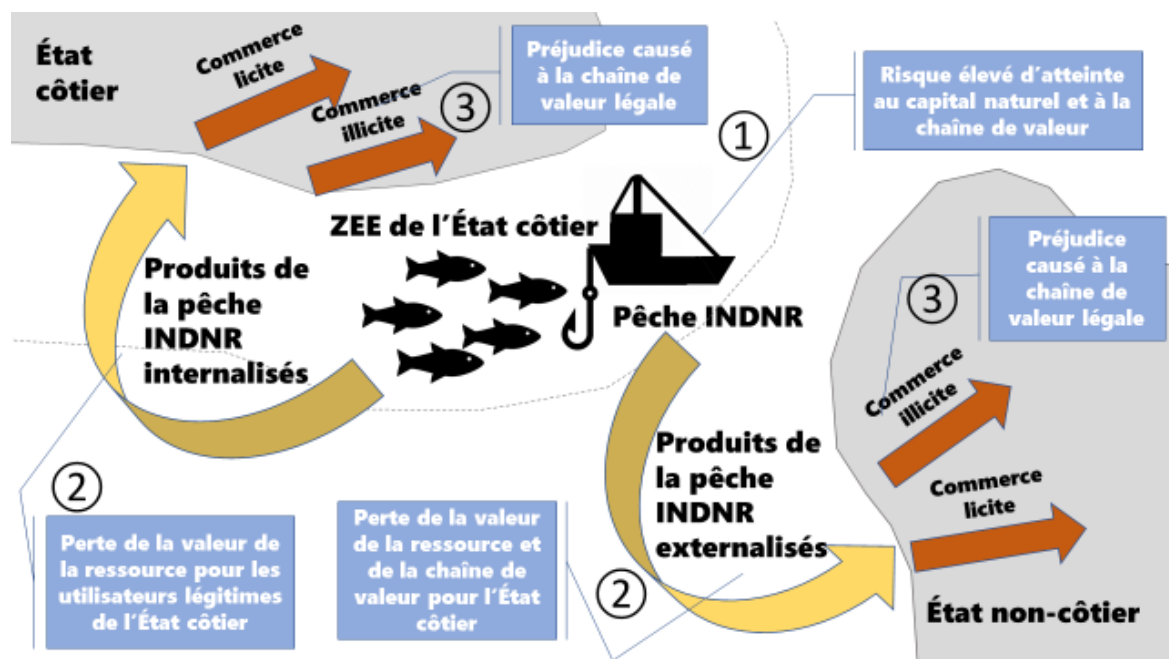 État
côtier
Commerce
licite
Commerce
illicite
3
Préjudice causé
à la chaîne de
valeur légale
1
Risque élevé d'atteinte
au capital naturel et à la
chaîne de valeur
ZEE de l'État côtier
Pêche INDNR
Produits de
la pêche
INDNR
internalisés
2
Perte de la valeur de
la ressource pour les
utilisateurs légitimes
de l'État côtier
Perte de la valeur
de la ressource et
de la chaîne de
valeur pour l'État
côtier
2
Produits de
la pêche
INDNR
externalisés
3
Préjudice
causé à la
chaîne de
valeur légale
Commerce
illicite
Commerce
licite
État non-côtier